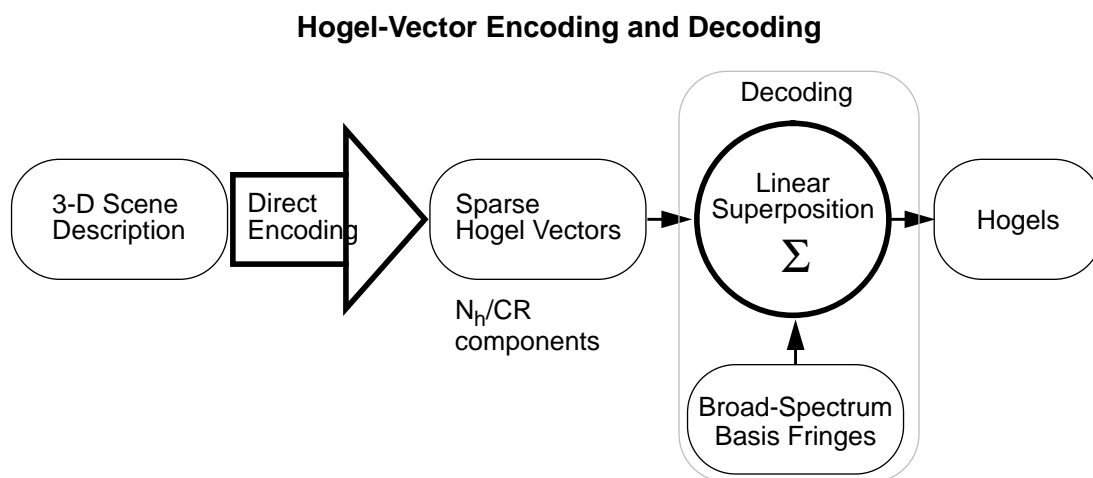 Hogel-Vector Encoding and Decoding
Decoding
3-D Scene
Description
Direct
Encoding
Sparse
Hogel Vectors
N_h/CR
components
Linear
Superposition
Σ
Hogels
Broad-Spectrum
Basis Fringes